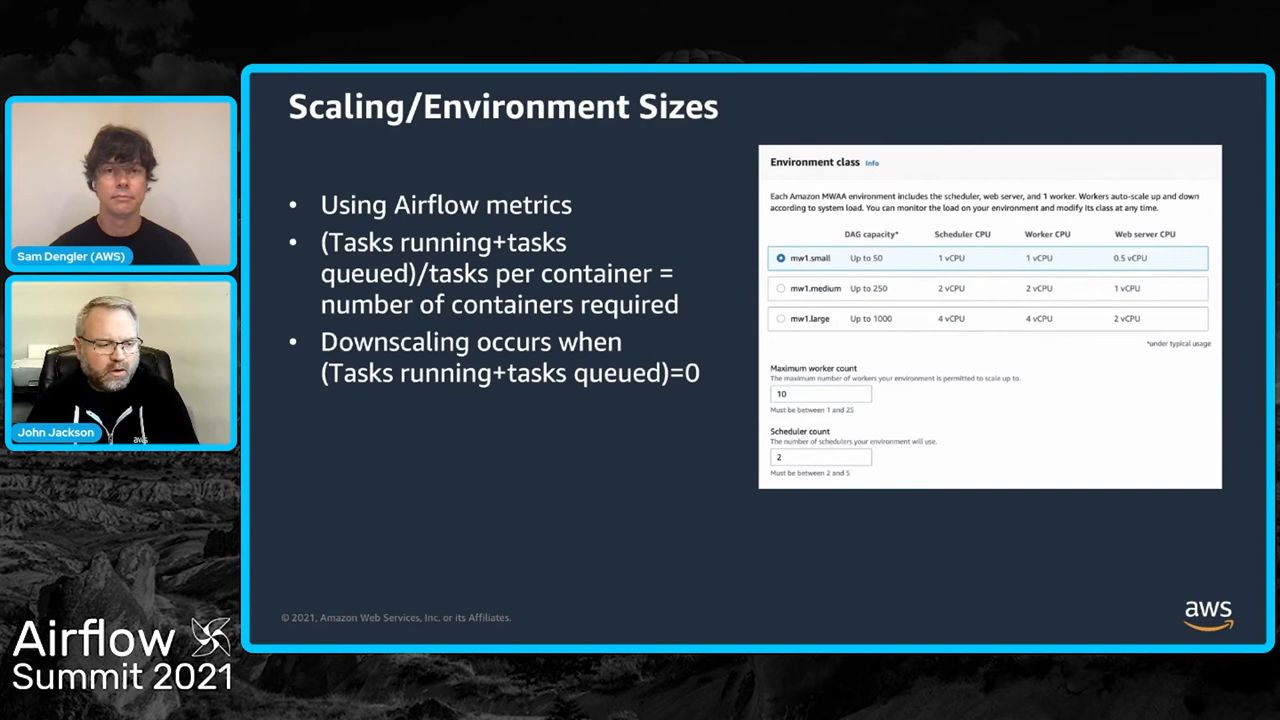 Scaling/Environment Sizes
• Using Airflow metrics
• (Tasks running+tasks
queued)/tasks per container =
number of containers required
• Downscaling occurs when
(Tasks running+tasks queued)=0
Environment class Info
Each Amazon MWAA environment includes the scheduler, web server, and 1 worker. Workers auto-scale up and down
according to system load. You can monitor the load on your environment and modify its class at any time.
DAG capacity* Scheduler CPU Worker CPU Web server CPU
mw1.small Up to 50 1 vCPU 1 vCPU 0.5 vCPU
mw1.medium Up to 250 2 vCPU 2 vCPU 1 vCPU
mw1.large Up to 1000 4 vCPU 4 vCPU 2 vCPU
*under typical usage
Maximum worker count
The maximum number of workers your environment is permitted to scale up to.
10
Must be between 1 and 25
Scheduler count
The number of schedulers your environment will use.
2
Must be between 2 and 5
© 2021, Amazon Web Services, Inc. or its Affiliates.
aws
Sam Dengler (AWS)
John Jackson
aws
Airflow
Summit 2021